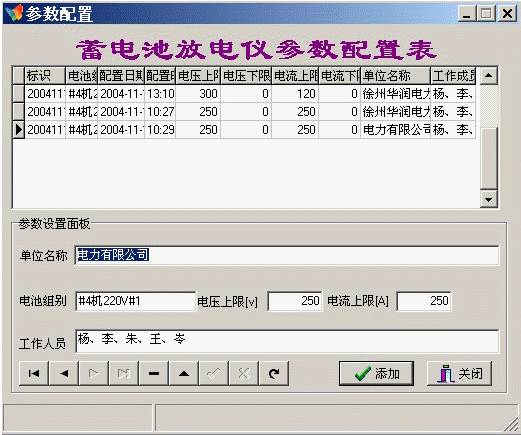 参数配置
蓄电池放电仪参数配置表
标识 电池组 配置日期 配置时 电压上限 电压下限 电流上限 电流下限 单位名称 工作成员
200411 #4机2 2004-11- 13:10 300 0 120 0 徐州华润电力 杨、李、
200411 #4机2 2004-11- 10:27 250 0 250 0 徐州华润电力 杨、李、
200411 #4机2 2004-11- 10:29 250 0 250 0 电力有限公司 杨、李、
参数设置面板
单位名称 电力有限公司
电池组别 #4机220V#1 电压上限[v] 250 电流上限[A] 250
工作人员 杨、李、朱、王、岑
添加 关闭